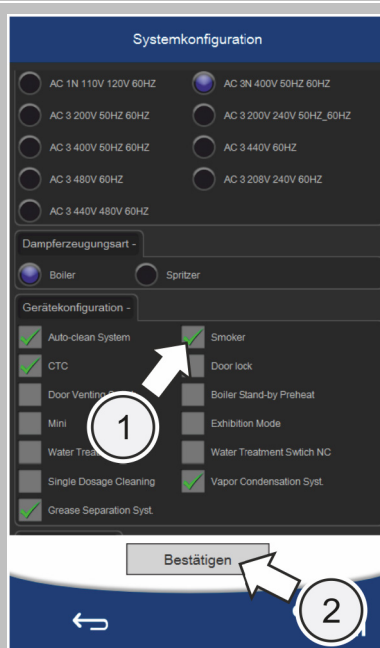 Systemkonfiguration
AC 1N 110V 120V 60HZ
AC 3N 400V 50HZ 60HZ
AC 3 200V 50HZ 60HZ
AC 3 200V 240V 50HZ_60HZ
AC 3 400V 50HZ 60HZ
AC 3 440V 60HZ
AC 3 480V 60HZ
AC 3 208V 240V 60HZ
AC 3 440V 480V 60HZ
Dampferzeugungsart -
Boiler
Spritzer
Gerätekonfiguration -
Auto-clean System
Smoker
CTC
Door lock
Door Venting
Boiler Stand-by Preheat
Mini
1
Exhibition Mode
Water
Water Treatment Swtich NC
Single Dosage Cleaning
Vapor Condensation Syst.
Grease Separation Syst.
Bestätigen
2